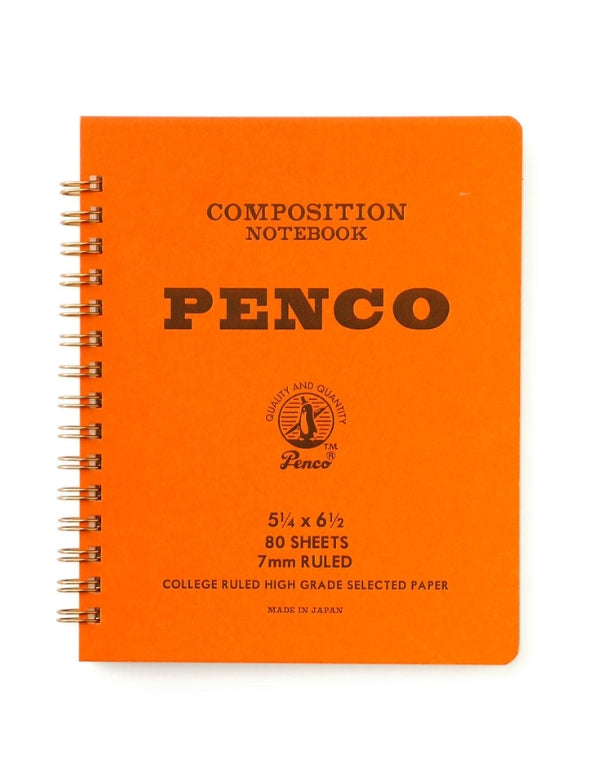 COMPOSITION
NOTEBOOK
PENCO
QUALITY AND QUANTITY
T.M.
Penco ®
5¼ x 6½
80 SHEETS
7mm RULED
COLLEGE RULED HIGH GRADE SELECTED PAPER
MADE IN JAPAN